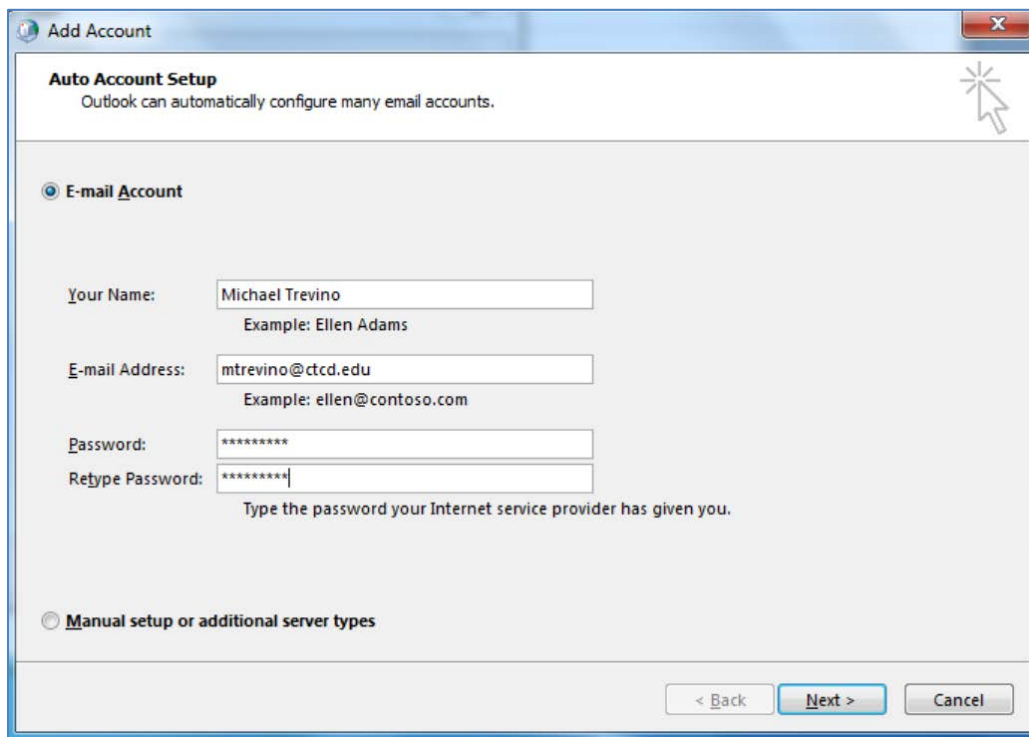 Add Account
Auto Account Setup
Outlook can automatically configure many email accounts.
E-mail Account
Your Name: Michael Trevino
Example: Ellen Adams
E-mail Address: mtrevino@ctcd.edu
Example: ellen@contoso.com
Password: *********
Retype Password: *********
Type the password your Internet service provider has given you.
Manual setup or additional server types
< Back Next > Cancel